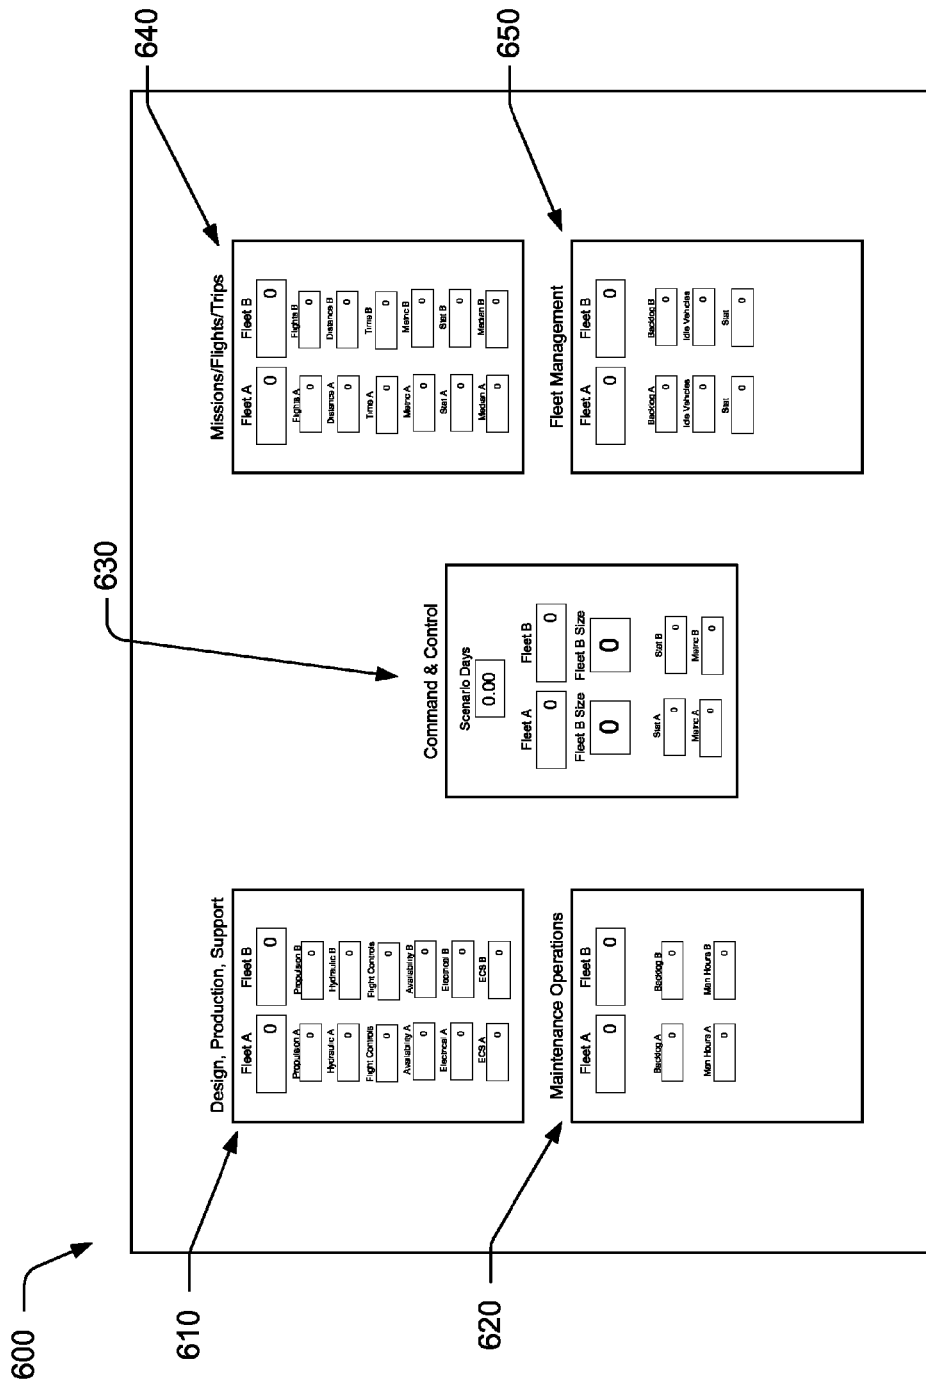 600
610
620
630
640
650
Design, Production, Support
Fleet A Fleet B
0 0
Propulsion A Propulsion B
0 0
Hydraulic A Hydraulic B
0 0
Flight Controls Flight Controls
0 0
Availability A Availability B
0 0
Electrical A Electrical B
0 0
ECS A ECS B
0 0
Maintenance Operations
Fleet A Fleet B
0 0
Backlog A Backlog B
0 0
Man Hours A Man Hours B
0 0
Command & Control
Scenario Days
0.00
Fleet A Fleet B
0 0
Fleet B Size Fleet B Size
0 0
Stat A Stat B
0 0
Metric A Metric B
0 0
Missions/Flights/Trips
Fleet A Fleet B
0 0
Flights A Flights B
0 0
Distance A Distance B
0 0
Time A Time B
0 0
Metric A Metric B
0 0
Stat A Stat B
0 0
Median A Median B
0 0
Fleet Management
Fleet A Fleet B
0 0
Backlog A Backlog B
0 0
Idle Vehicles Idle Vehicles
0 0
Stat Stat
0 0